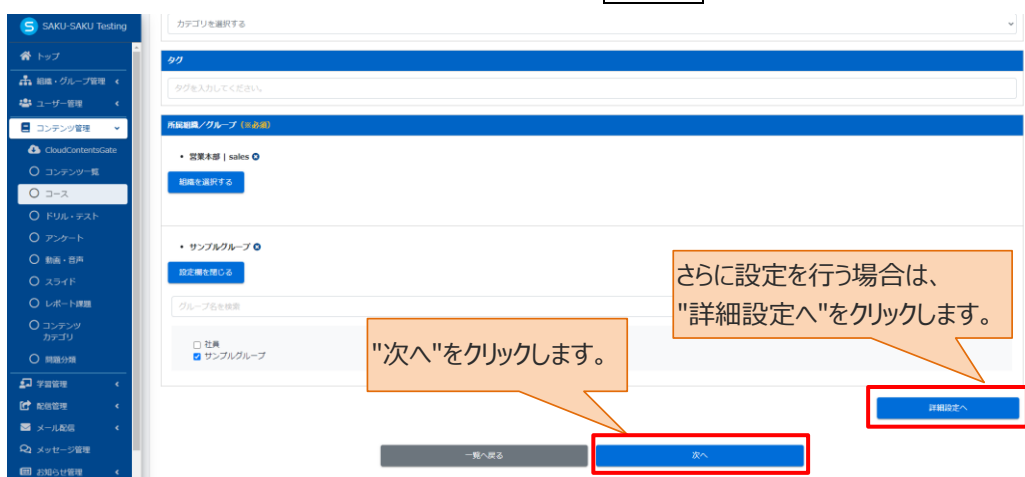 SAKU-SAKU Testing
トップ
組織・グループ管理
ユーザー管理
コンテンツ管理
CloudContentsGate
コンテンツ一覧
コース
ドリル・テスト
アンケート
動画・音声
スライド
レポート課題
コンテンツ
カテゴリ
問題分類
学習管理
配信管理
メール配信
メッセージ管理
お知らせ管理
カテゴリを選択する
タグ
タグを入力してください。
所属組織/グループ (※必須)
• 営業本部 | sales
組織を選択する
• サンプルグループ
設定欄を閉じる
グループ名を検索
社員
サンプルグループ
さらに設定を行う場合は、
"詳細設定へ"をクリックします。
"次へ"をクリックします。
詳細設定へ
一覧へ戻る
次へ